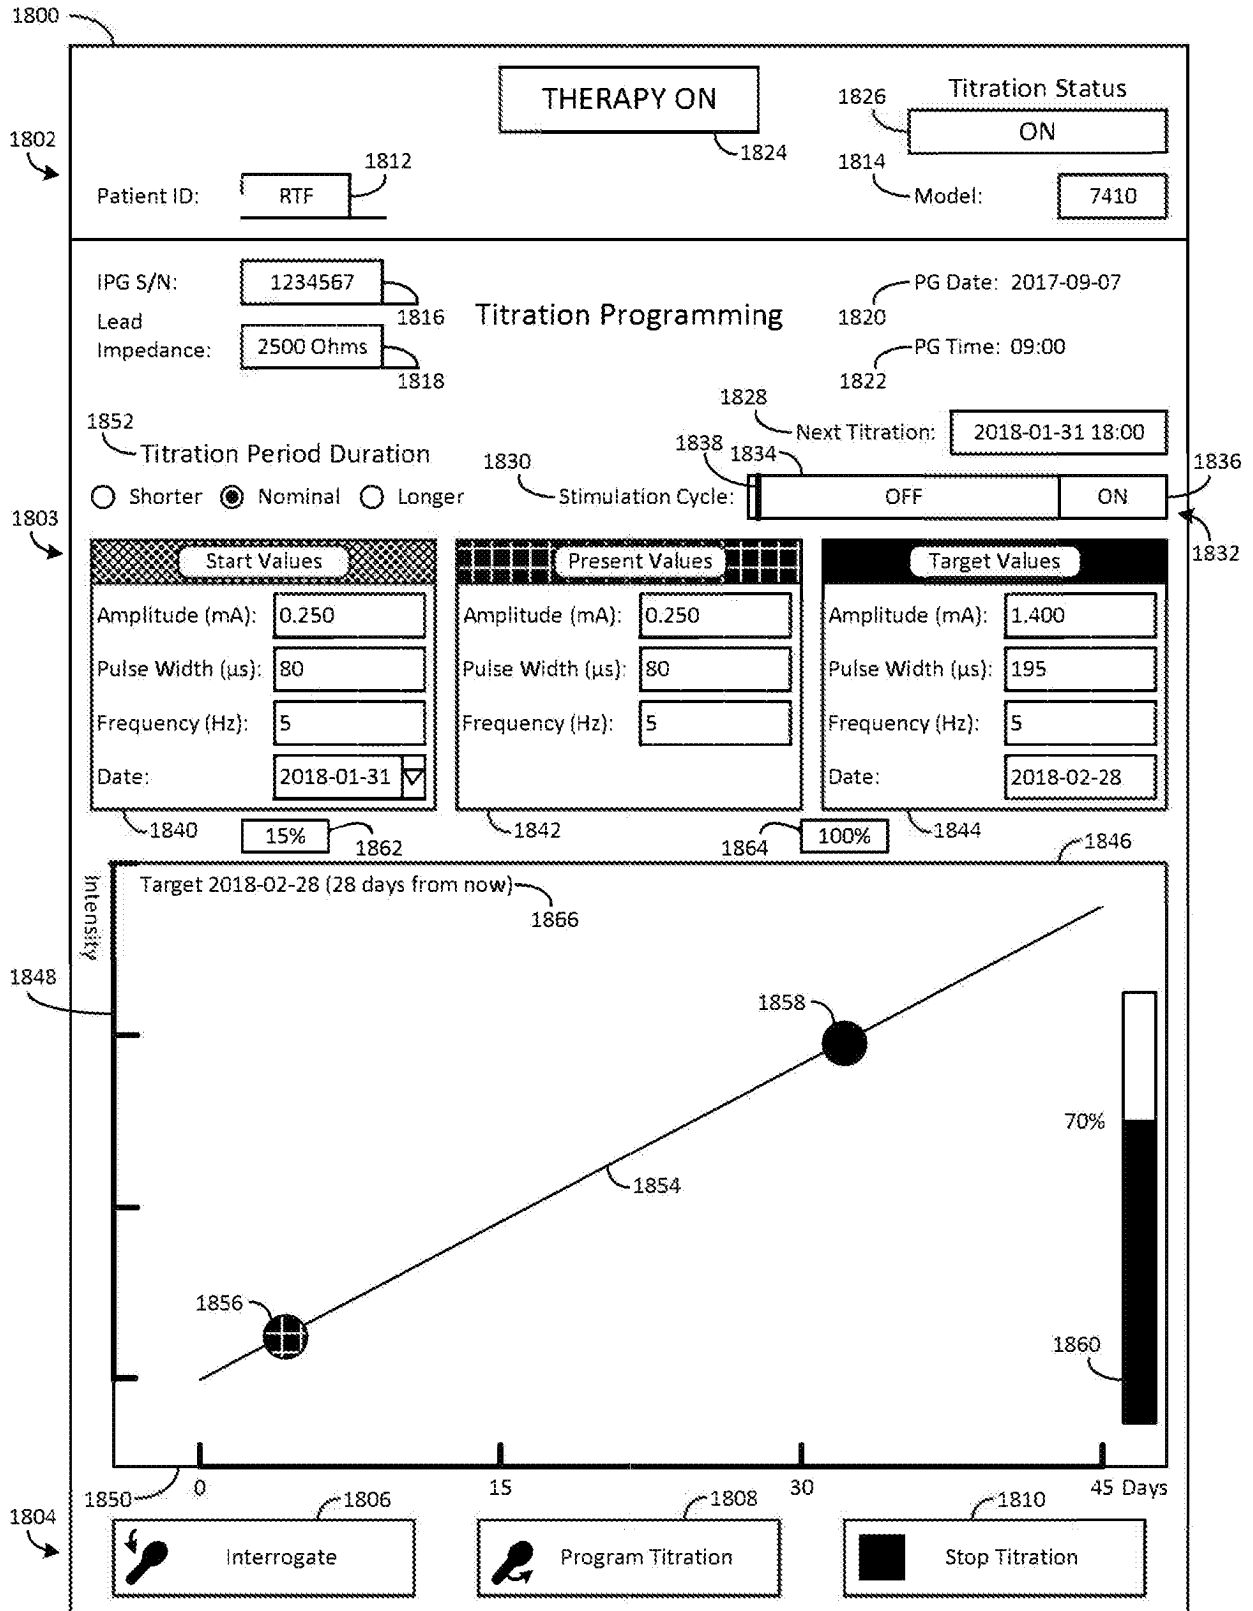 1800
THERAPY ON
Titration Status
1826
ON
1802
1824
1812
1814
Patient ID: RTF
Model: 7410
IPG S/N: 1234567
PG Date: 2017-09-07
1816
Titration Programming
1820
Lead
Impedance: 2500 Ohms
PG Time: 09:00
1818
1822
1828
1852
Next Titration: 2018-01-31 18:00
1838
1834
Titration Period Duration
1830
1836
Shorter Nominal Longer
Stimulation Cycle: OFF ON
1803
1832
Start Values Present Values Target Values
Amplitude (mA): 0.250 Amplitude (mA): 0.250 Amplitude (mA): 1.400
Pulse Width (µs): 80 Pulse Width (µs): 80 Pulse Width (µs): 195
Frequency (Hz): 5 Frequency (Hz): 5 Frequency (Hz): 5
Date: 2018-01-31 Date: 2018-02-28
1840 1842 1844
15% 1862 1864 100% 1846
Intensity
Target 2018-02-28 (28 days from now)
1866
1848
1858
70%
1854
1856
1860
0 15 30 45 Days
1850 1806 1808 1810
1804
Interrogate Program Titration Stop Titration